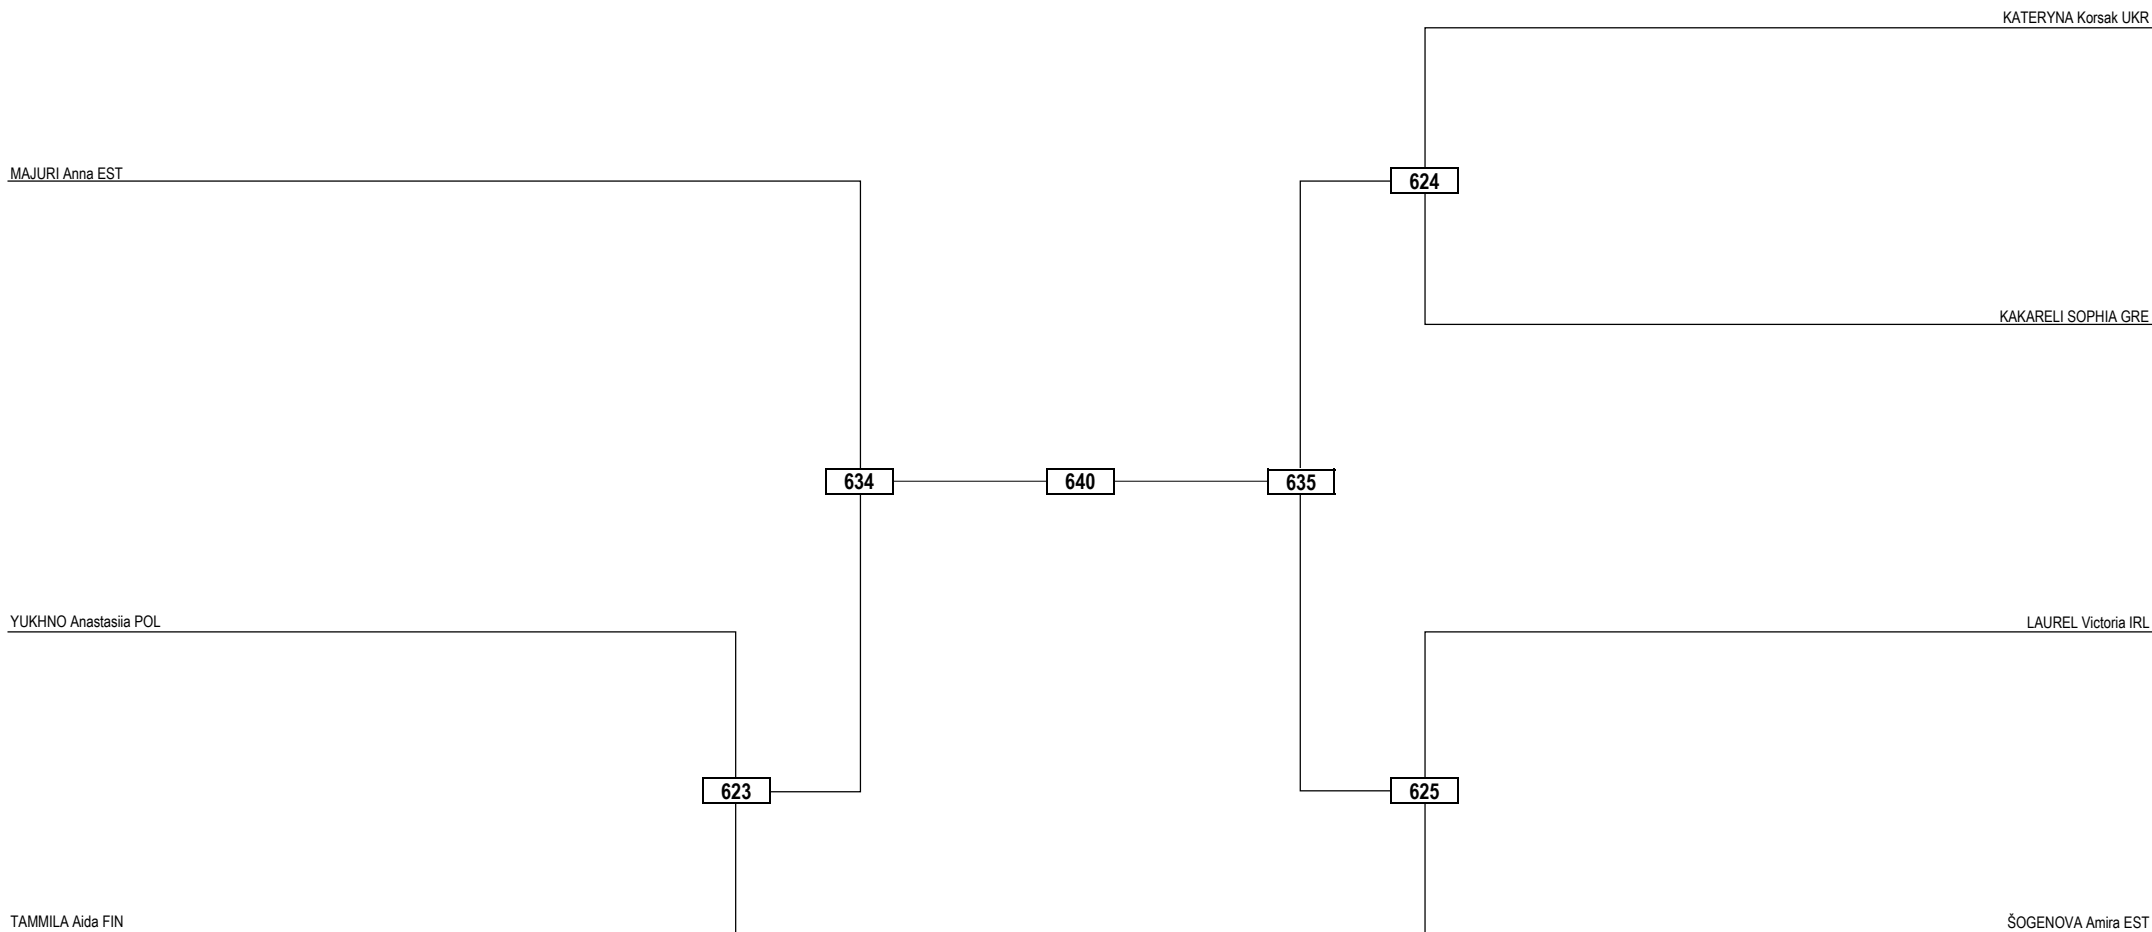 KATERYNA Korsak UKR
MAJURI Anna EST
624
KAKARELI SOPHIA GRE
634
640
635
YUKHNO Anastasiia POL
LAUREL Victoria IRL
623
625
TAMMILA Aida FIN
ŠOGENOVA Amira EST